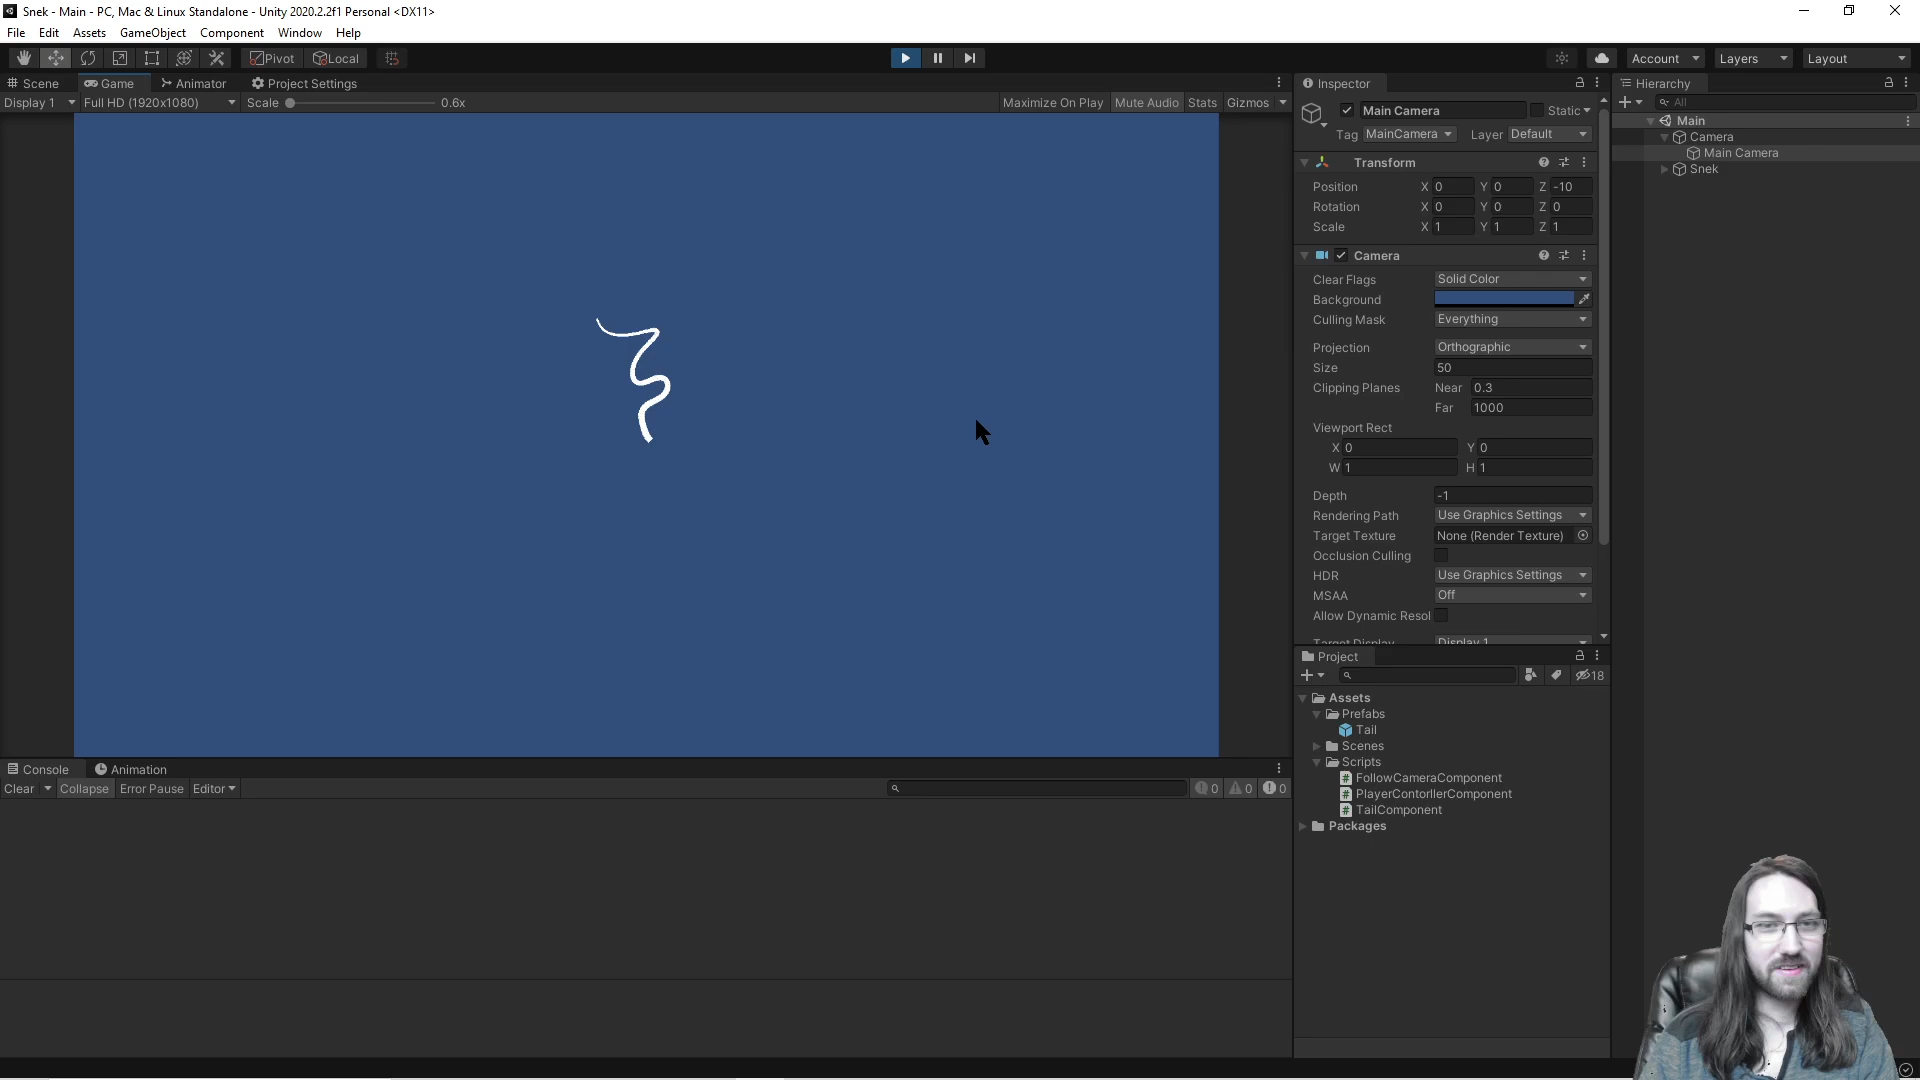 Snek - Main - PC, Mac & Linux Standalone - Unity 2020.2.2f1 Personal <DX11>
File Edit Assets GameObject Component Window Help
Pivot Local Account Layers Layout
Scene Game Animator Project Settings
Display 1 Full HD (1920x1080) Scale 0.6x Maximize On Play Mute Audio Stats Gizmos
Inspector
Main Camera Static
Tag MainCamera Layer Default
Transform
Position X 0 Y 0 Z -10
Rotation X 0 Y 0 Z 0
Scale X 1 Y 1 Z 1
Camera
Clear Flags Solid Color
Background
Culling Mask Everything
Projection Orthographic
Size 50
Clipping Planes Near 0.3
Far 1000
Viewport Rect
X 0 Y 0
W 1 H 1
Depth -1
Rendering Path Use Graphics Settings
Target Texture None (Render Texture)
Occlusion Culling
HDR Use Graphics Settings
MSAA Off
Allow Dynamic Resol
Target Display Display 1
Hierarchy
All
Main
Camera
Main Camera
Snek
Project
18
Assets
Prefabs
Tail
Scenes
Scripts
FollowCameraComponent
PlayerContorllerComponent
TailComponent
Packages
Console Animation
Clear Collapse Error Pause Editor 0 0 0